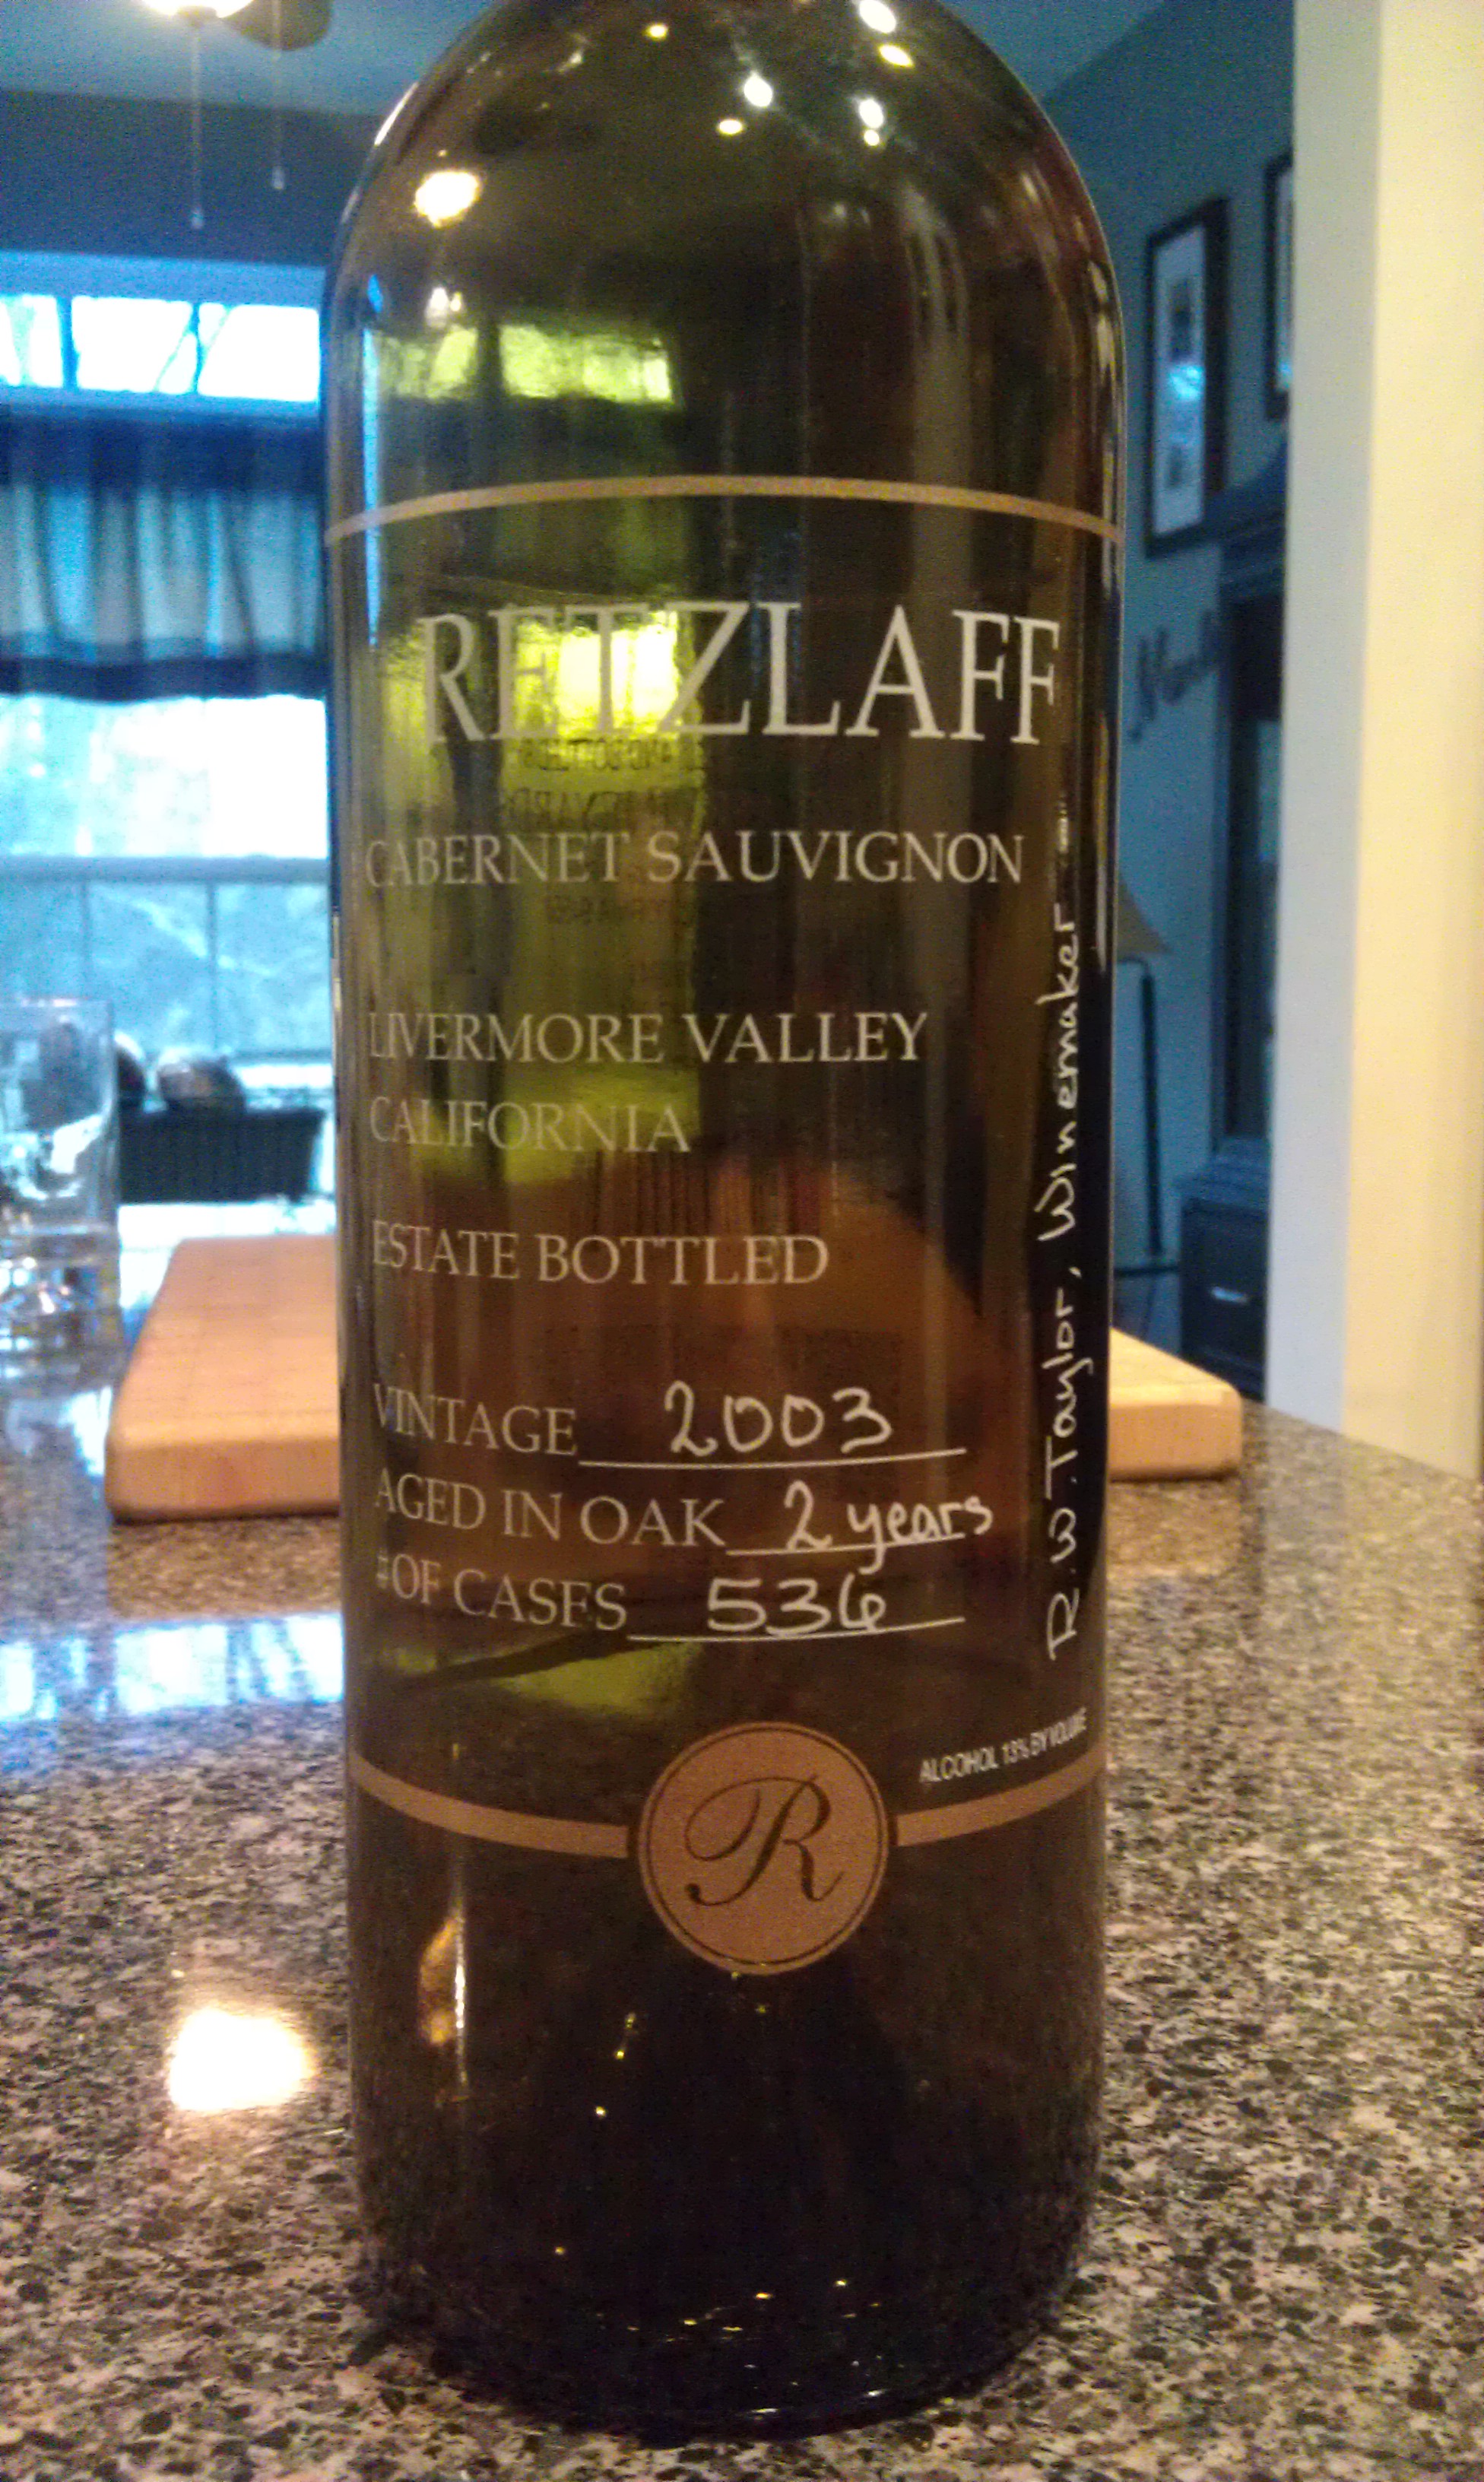 RETZLAFF
CABERNET SAUVIGNON
LIVERMORE VALLEY
CALIFORNIA
ESTATE BOTTLED
VINTAGE 2003
AGED IN OAK 2 years
#OF CASES 536
R.W. Taylor, Winemaker
ALCOHOL 13% BY VOLUME
R